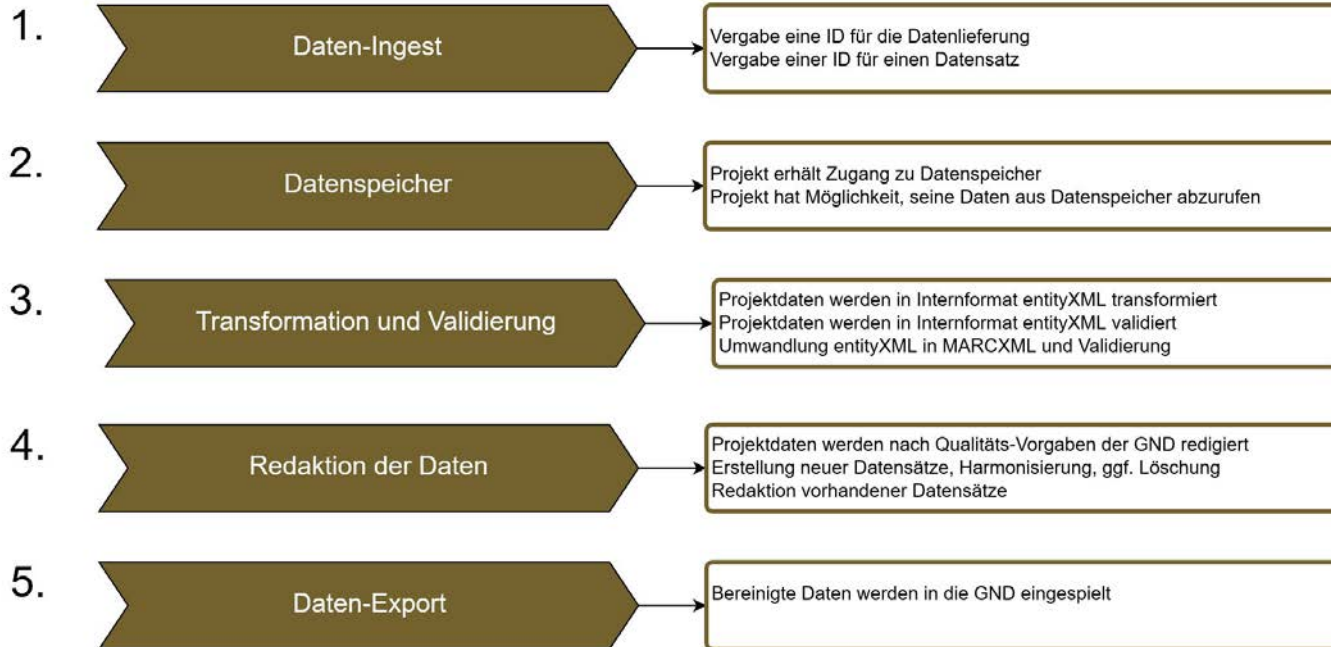 1.
Daten-Ingest
Vergabe eine ID für die Datenlieferung
Vergabe einer ID für einen Datensatz
2.
Datenspeicher
Projekt erhält Zugang zu Datenspeicher
Projekt hat Möglichkeit, seine Daten aus Datenspeicher abzurufen
3.
Transformation und Validierung
Projektdaten werden in Internformat entityXML transformiert
Projektdaten werden in Internformat entityXML validiert
Umwandlung entityXML in MARCXML und Validierung
4.
Redaktion der Daten
Projektdaten werden nach Qualitäts-Vorgaben der GND redigiert
Erstellung neuer Datensätze, Harmonisierung, ggf. Löschung
Redaktion vorhandener Datensätze
5.
Daten-Export
Bereinigte Daten werden in die GND eingespielt